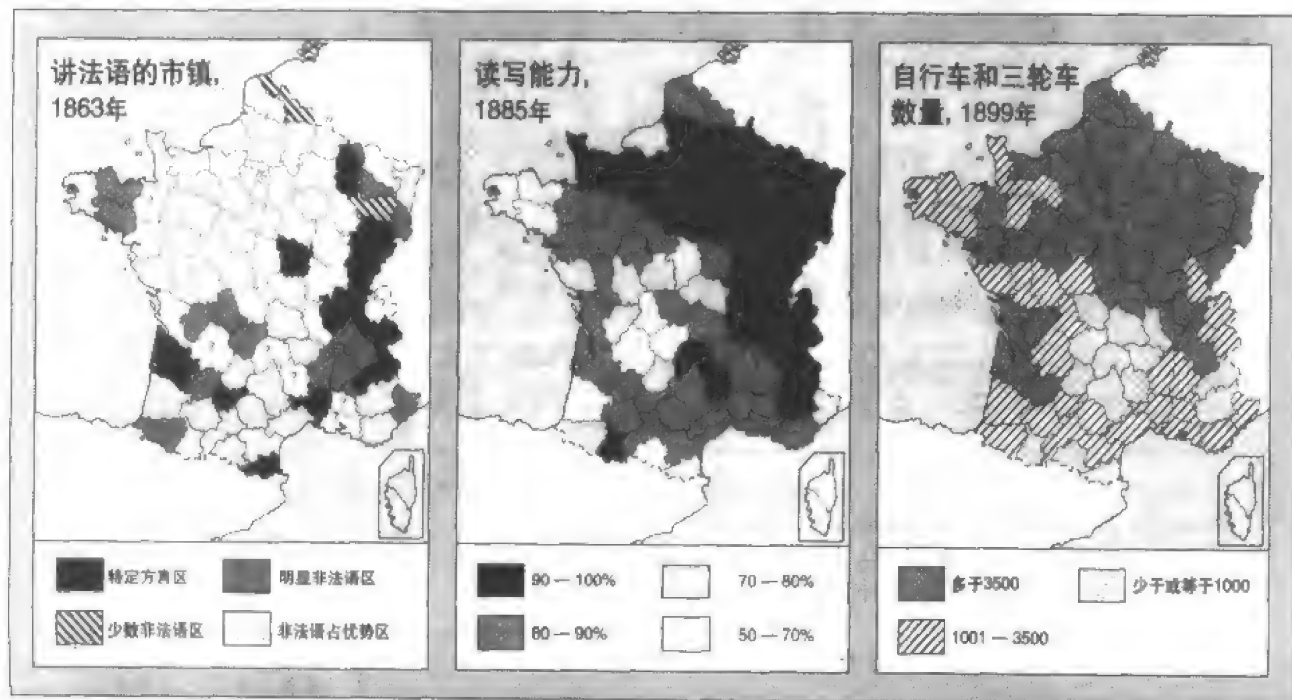 讲法语的市镇,
1863年
特定方言区
明显非法语区
少数非法语区
非法语占优势区
读写能力,
1885年
90 — 100%
70 — 80%
80 — 90%
50 — 70%
自行车和三轮车
数量, 1899年
多于3500
少于或等于1000
1001 — 3500